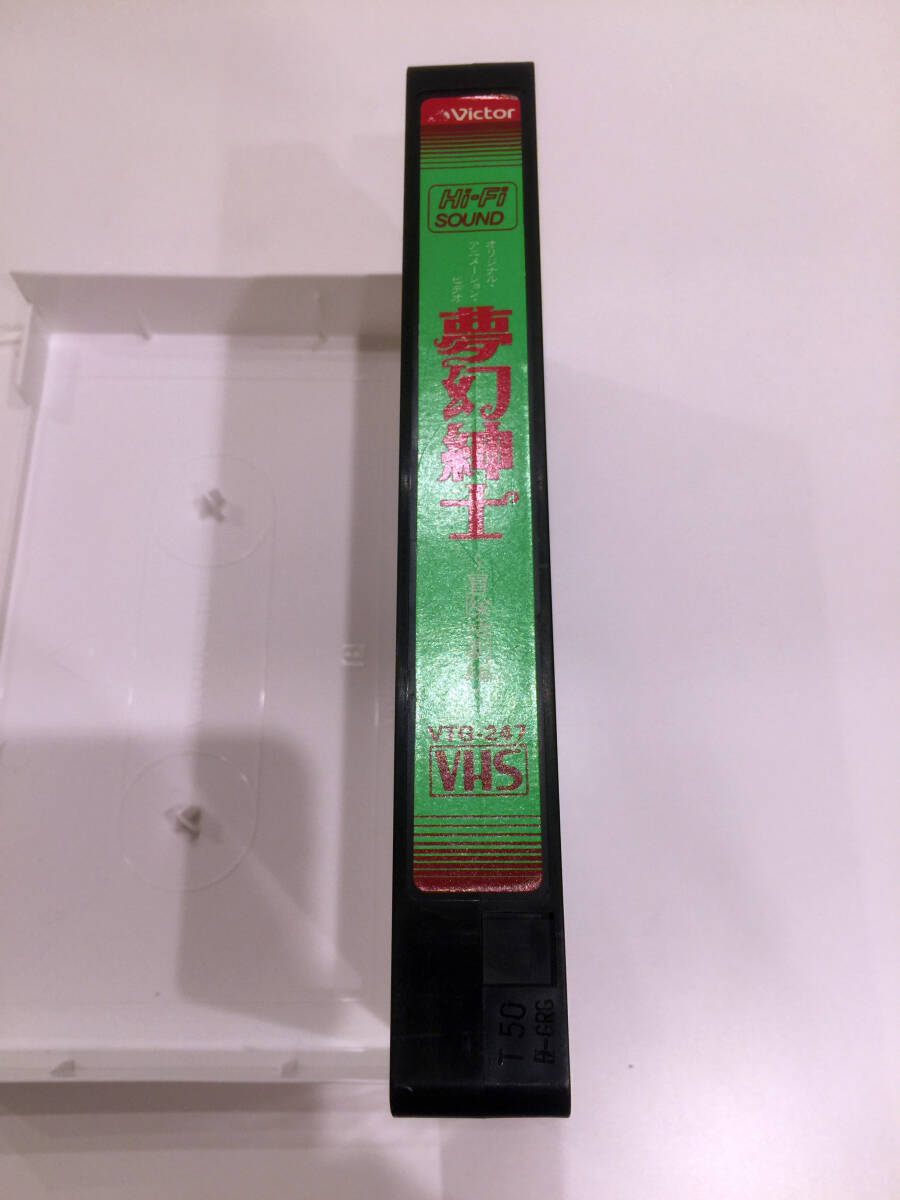 Victor
Hi-Fi
SOUND
オリジナル・
アニメーション・
ビデオ
夢幻紳士
VTG-247
VHS
T 50